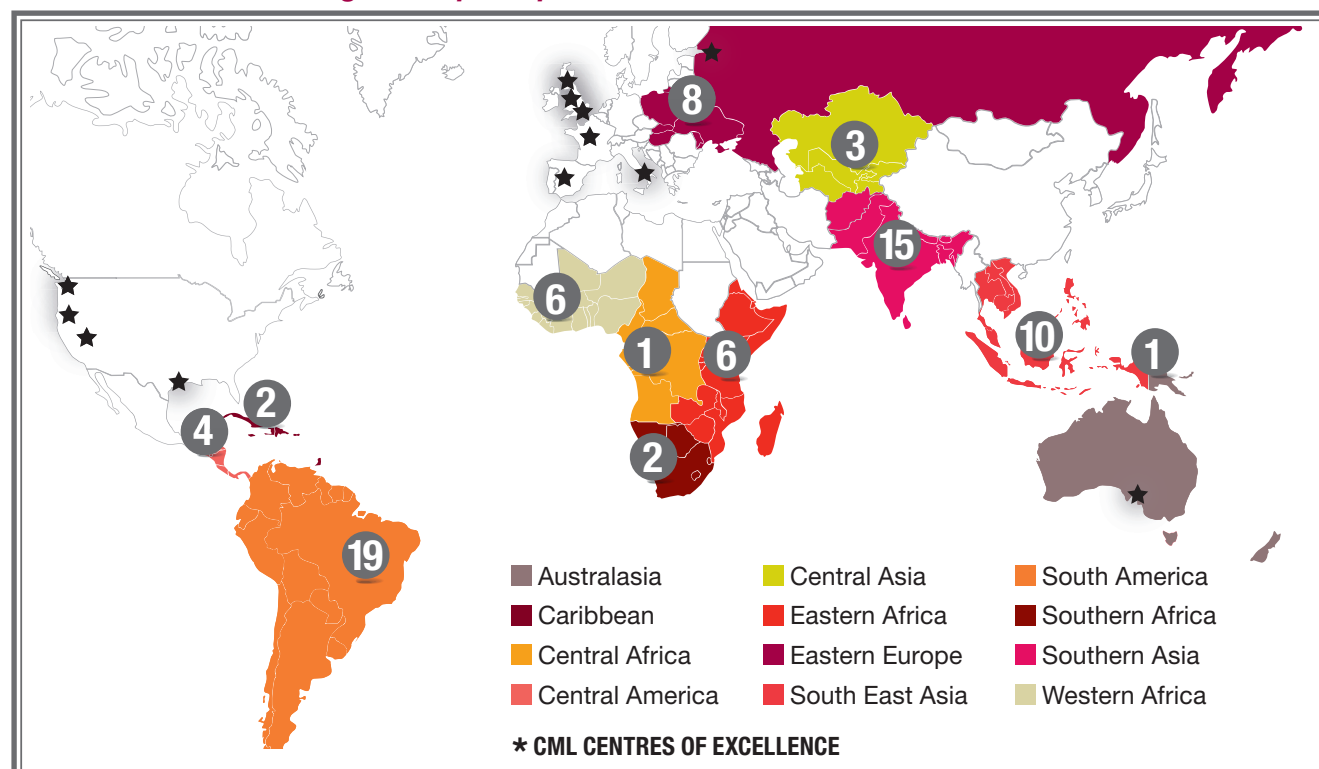 8
3
15
6
1
6
10
1
2
4
2
19
Australasia
Caribbean
Central Africa
Central America
Central Asia
Eastern Africa
Eastern Europe
South East Asia
South America
Southern Africa
Southern Asia
Western Africa
* CML CENTRES OF EXCELLENCE